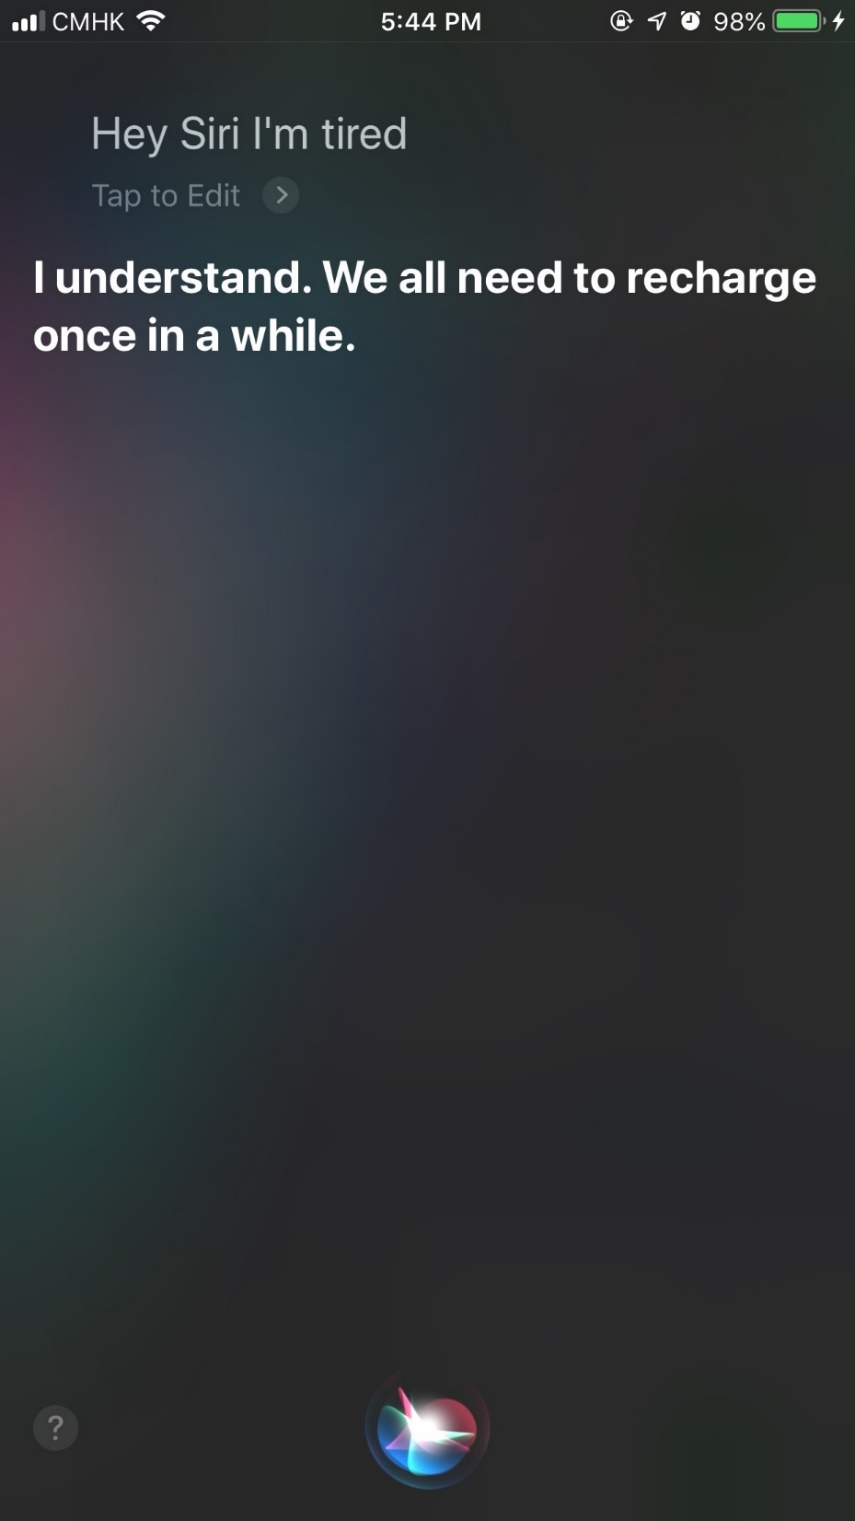 CMHK 5:44 PM 98%
Hey Siri I'm tired
Tap to Edit
I understand. We all need to recharge
once in a while.
?